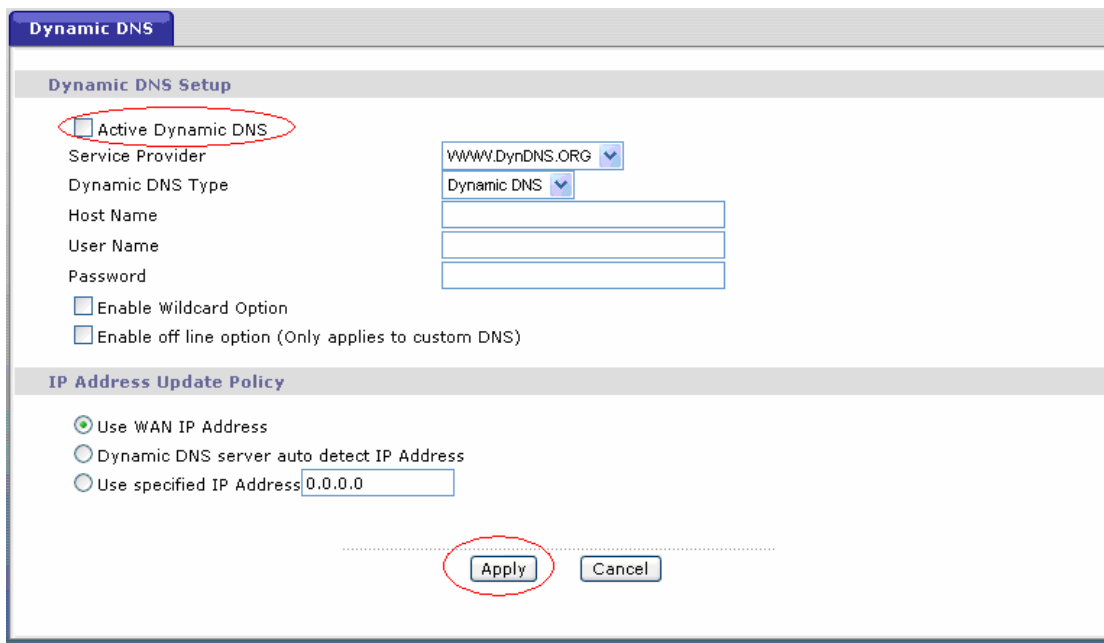 Dynamic DNS
Dynamic DNS Setup
Active Dynamic DNS
Service Provider WWW.DynDNS.ORG
Dynamic DNS Type Dynamic DNS
Host Name
User Name
Password
Enable Wildcard Option
Enable off line option (Only applies to custom DNS)
IP Address Update Policy
Use WAN IP Address
Dynamic DNS server auto detect IP Address
Use specified IP Address 0.0.0.0
Apply Cancel